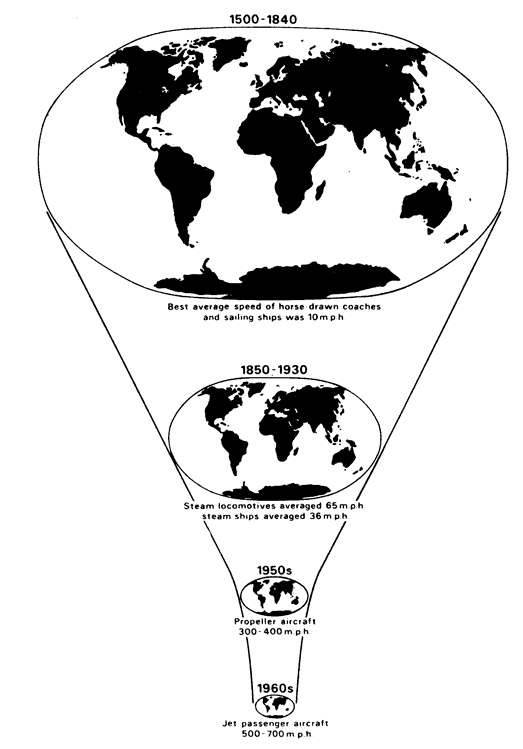 1500-1840
Best average speed of horse drawn coaches
and sailing ships was 10 m p h
1850-1930
Steam locomotives averaged 65 m p h
steam ships averaged 36 m p h
1950s
Propeller aircraft
300-400 m p h
1960s
Jet passenger aircraft
500-700 m p h